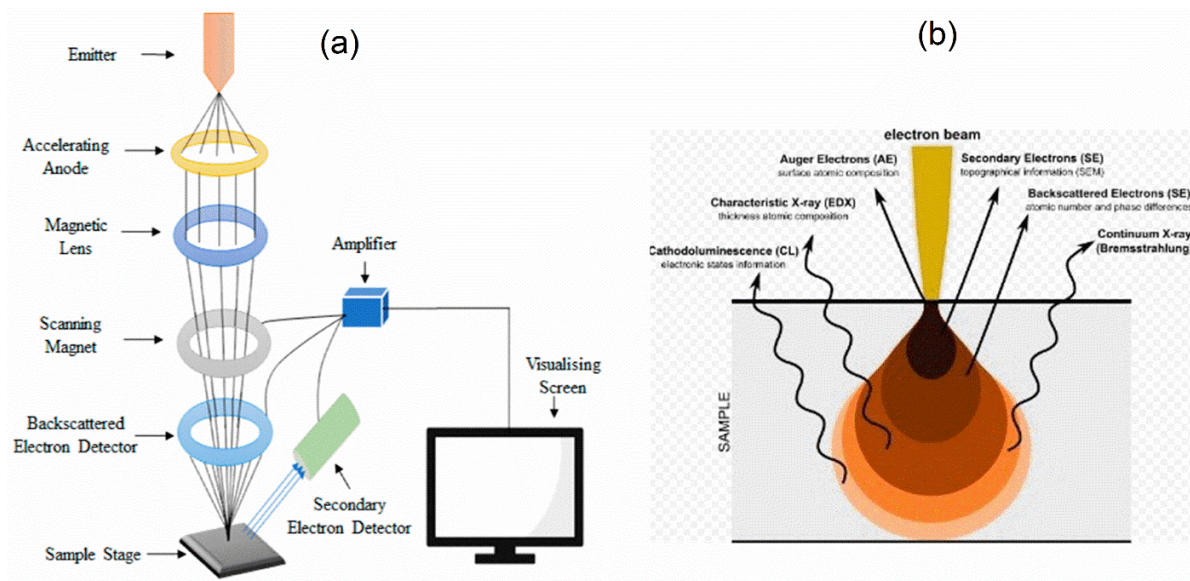 (a)
Emitter
Accelerating
Anode
Magnetic
Lens
Amplifier
Scanning
Magnet
Visualising
Screen
Backscattered
Electron Detector
Secondary
Electron Detector
Sample Stage
(b)
electron beam
Auger Electrons (AE)
surface atomic composition
Secondary Electrons (SE)
topographical information (SEM)
Characteristic X-ray (EDX)
thickness atomic composition
Backscattered Electrons (SE)
atomic number and phase differences
Cathodoluminescence (CL)
electronic states information
Continuum X-ray
(Bremsstrahlung)
SAMPLE